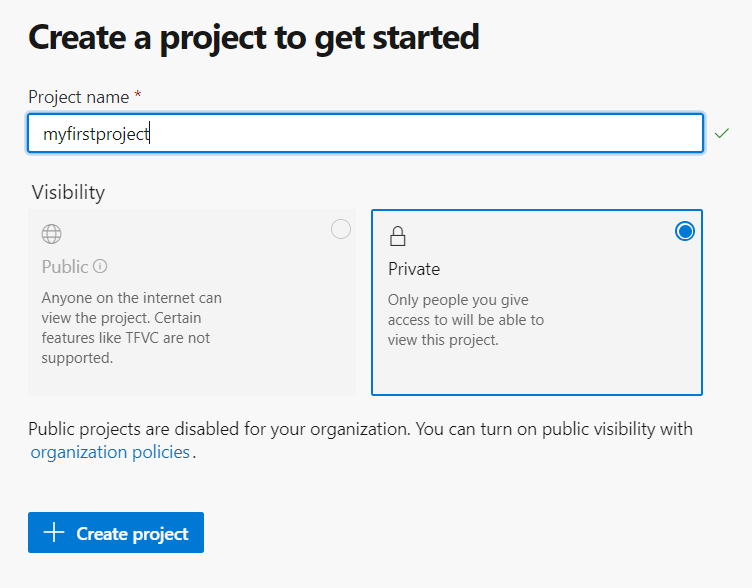 Create a project to get started
Project name *
myfirstproject
Visibility
Public
Anyone on the internet can
view the project. Certain
features like TFVC are not
supported.
Private
Only people you give
access to will be able to
view this project.
Public projects are disabled for your organization. You can turn on public visibility with
organization policies.
+ Create project